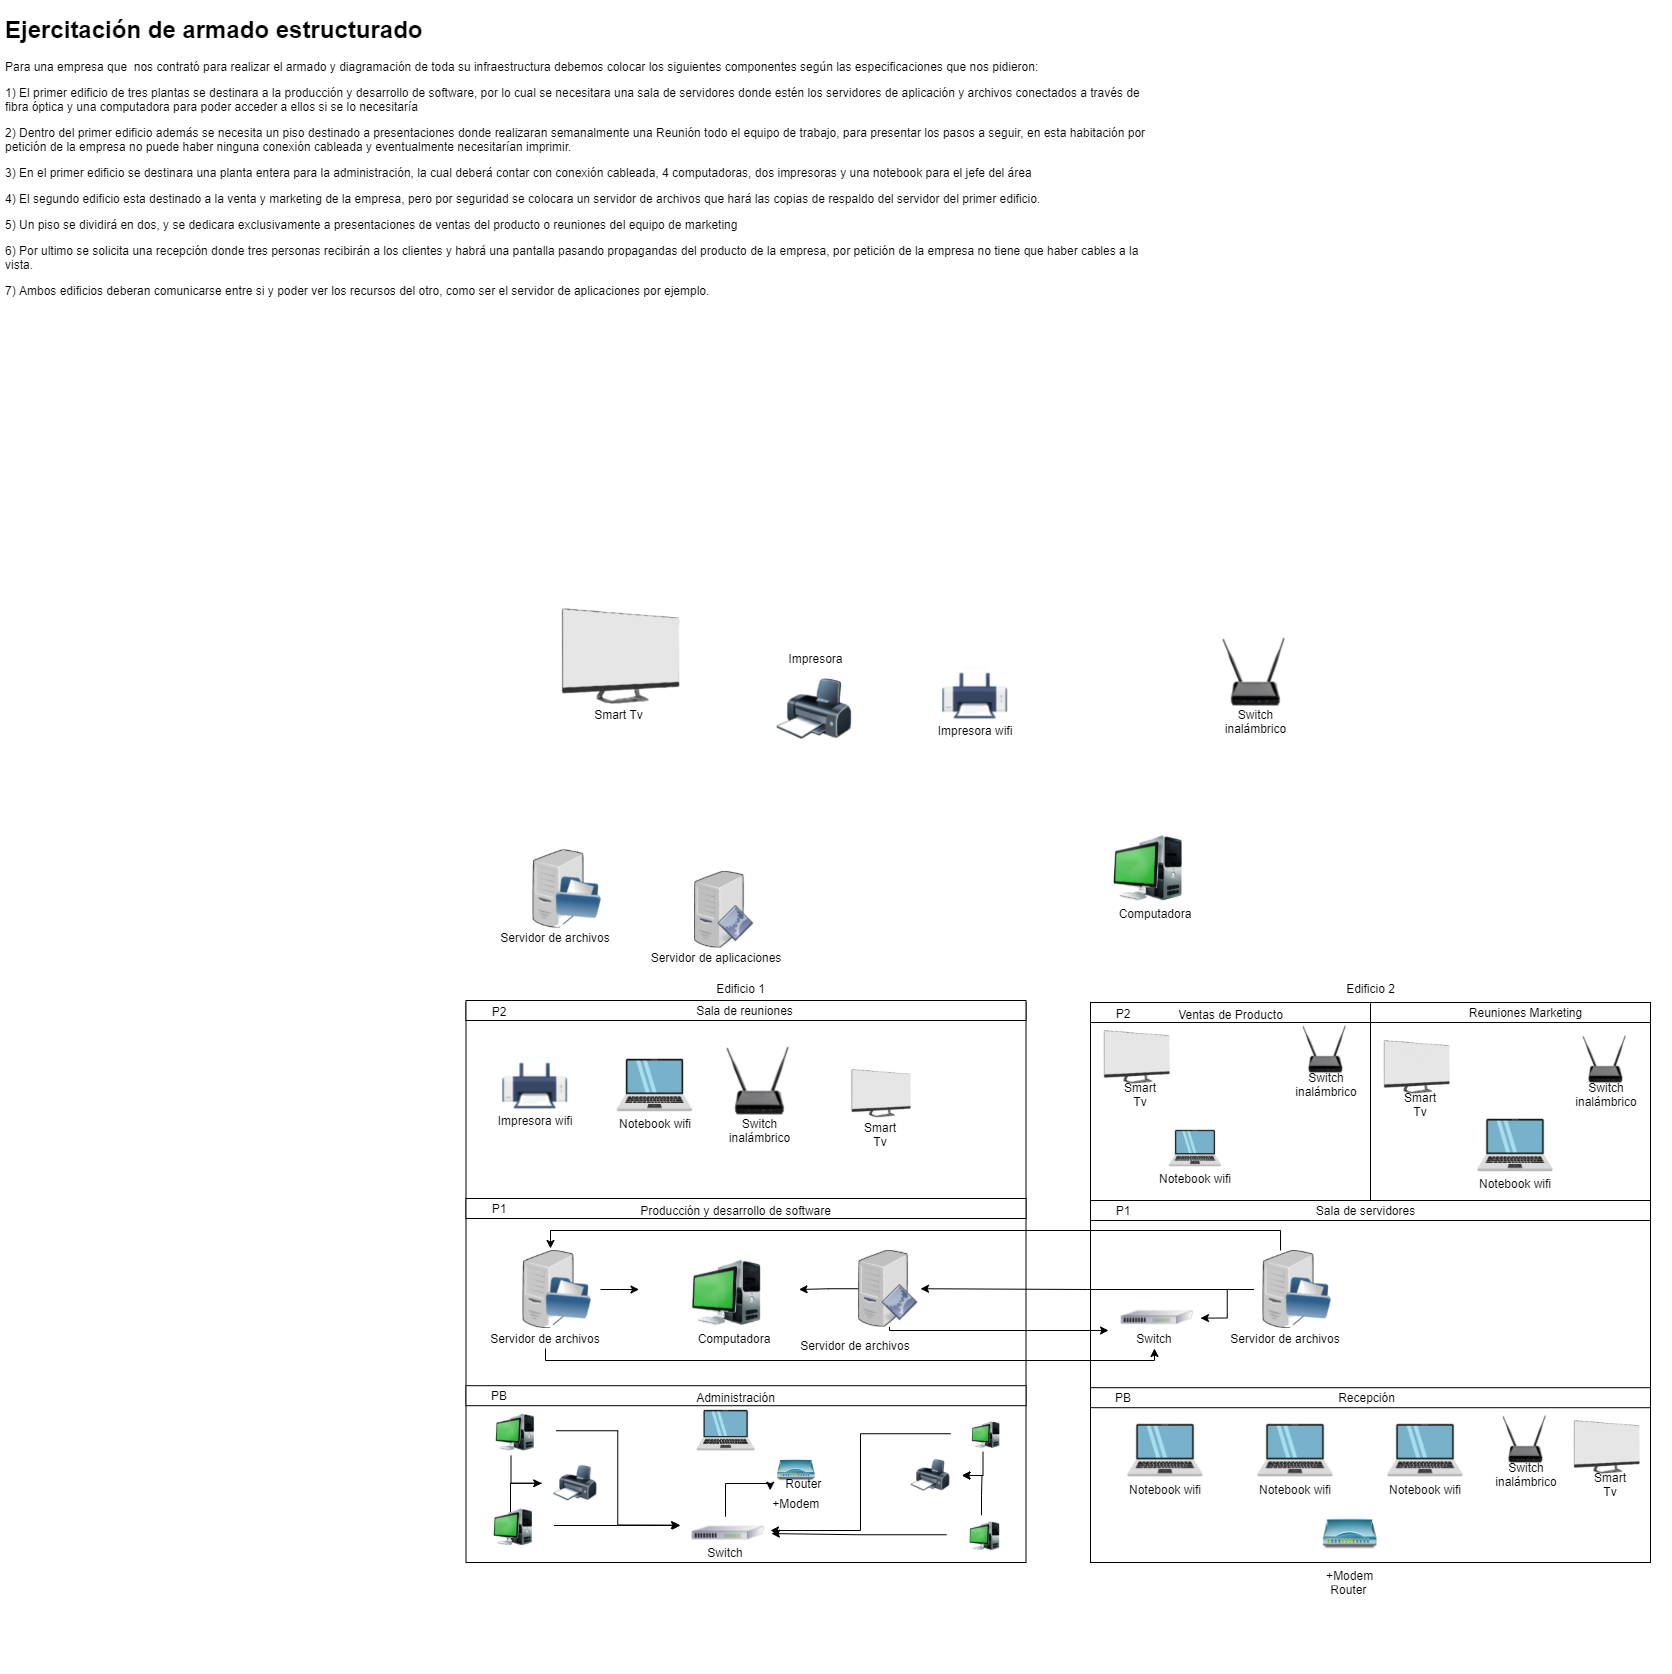 Ejercitación de armado estructurado
Para una empresa que  nos contrató para realizar el armado y diagramación de toda su infraestructura debemos colocar los siguientes componentes según las especificaciones que nos pidieron:
1) El primer edificio de tres plantas se destinara a la producción y desarrollo de software, por lo cual se necesitara una sala de servidores donde estén los servidores de aplicación y archivos conectados a través de
fibra óptica y una computadora para poder acceder a ellos si se lo necesitaría
2) Dentro del primer edificio además se necesita un piso destinado a presentaciones donde realizaran semanalmente una Reunión todo el equipo de trabajo, para presentar los pasos a seguir, en esta habitación por
petición de la empresa no puede haber ninguna conexión cableada y eventualmente necesitarían imprimir.
3) En el primer edificio se destinara una planta entera para la administración, la cual deberá contar con conexión cableada, 4 computadoras, dos impresoras y una notebook para el jefe del área
4) El segundo edificio esta destinado a la venta y marketing de la empresa, pero por seguridad se colocara un servidor de archivos que hará las copias de respaldo del servidor del primer edificio.
5) Un piso se dividirá en dos, y se dedicara exclusivamente a presentaciones de ventas del producto o reuniones del equipo de marketing
6) Por ultimo se solicita una recepción donde tres personas recibirán a los clientes y habrá una pantalla pasando propagandas del producto de la empresa, por petición de la empresa no tiene que haber cables a la
vista.
7) Ambos edificios deberan comunicarse entre si y poder ver los recursos del otro, como ser el servidor de aplicaciones por ejemplo.
Impresora
Smart Tv
Impresora wifi
Switch
inalámbrico
Computadora
Servidor de archivos
Servidor de aplicaciones
Edificio 1
P2
Sala de reuniones
Impresora wifi
Notebook wifi
Switch
inalámbrico
Smart
Tv
P1
Producción y desarrollo de software
Servidor de archivos
Computadora
Servidor de archivos
PB
Administración
Router
+Modem
Switch
Edificio 2
P2
Ventas de Producto
Reuniones Marketing
Smart
Tv
Switch
inalámbrico
Notebook wifi
Smart
Tv
Switch
inalámbrico
Notebook wifi
P1
Sala de servidores
Switch
Servidor de archivos
PB
Recepción
Notebook wifi
Notebook wifi
Notebook wifi
Switch
inalámbrico
Smart
Tv
+Modem
Router